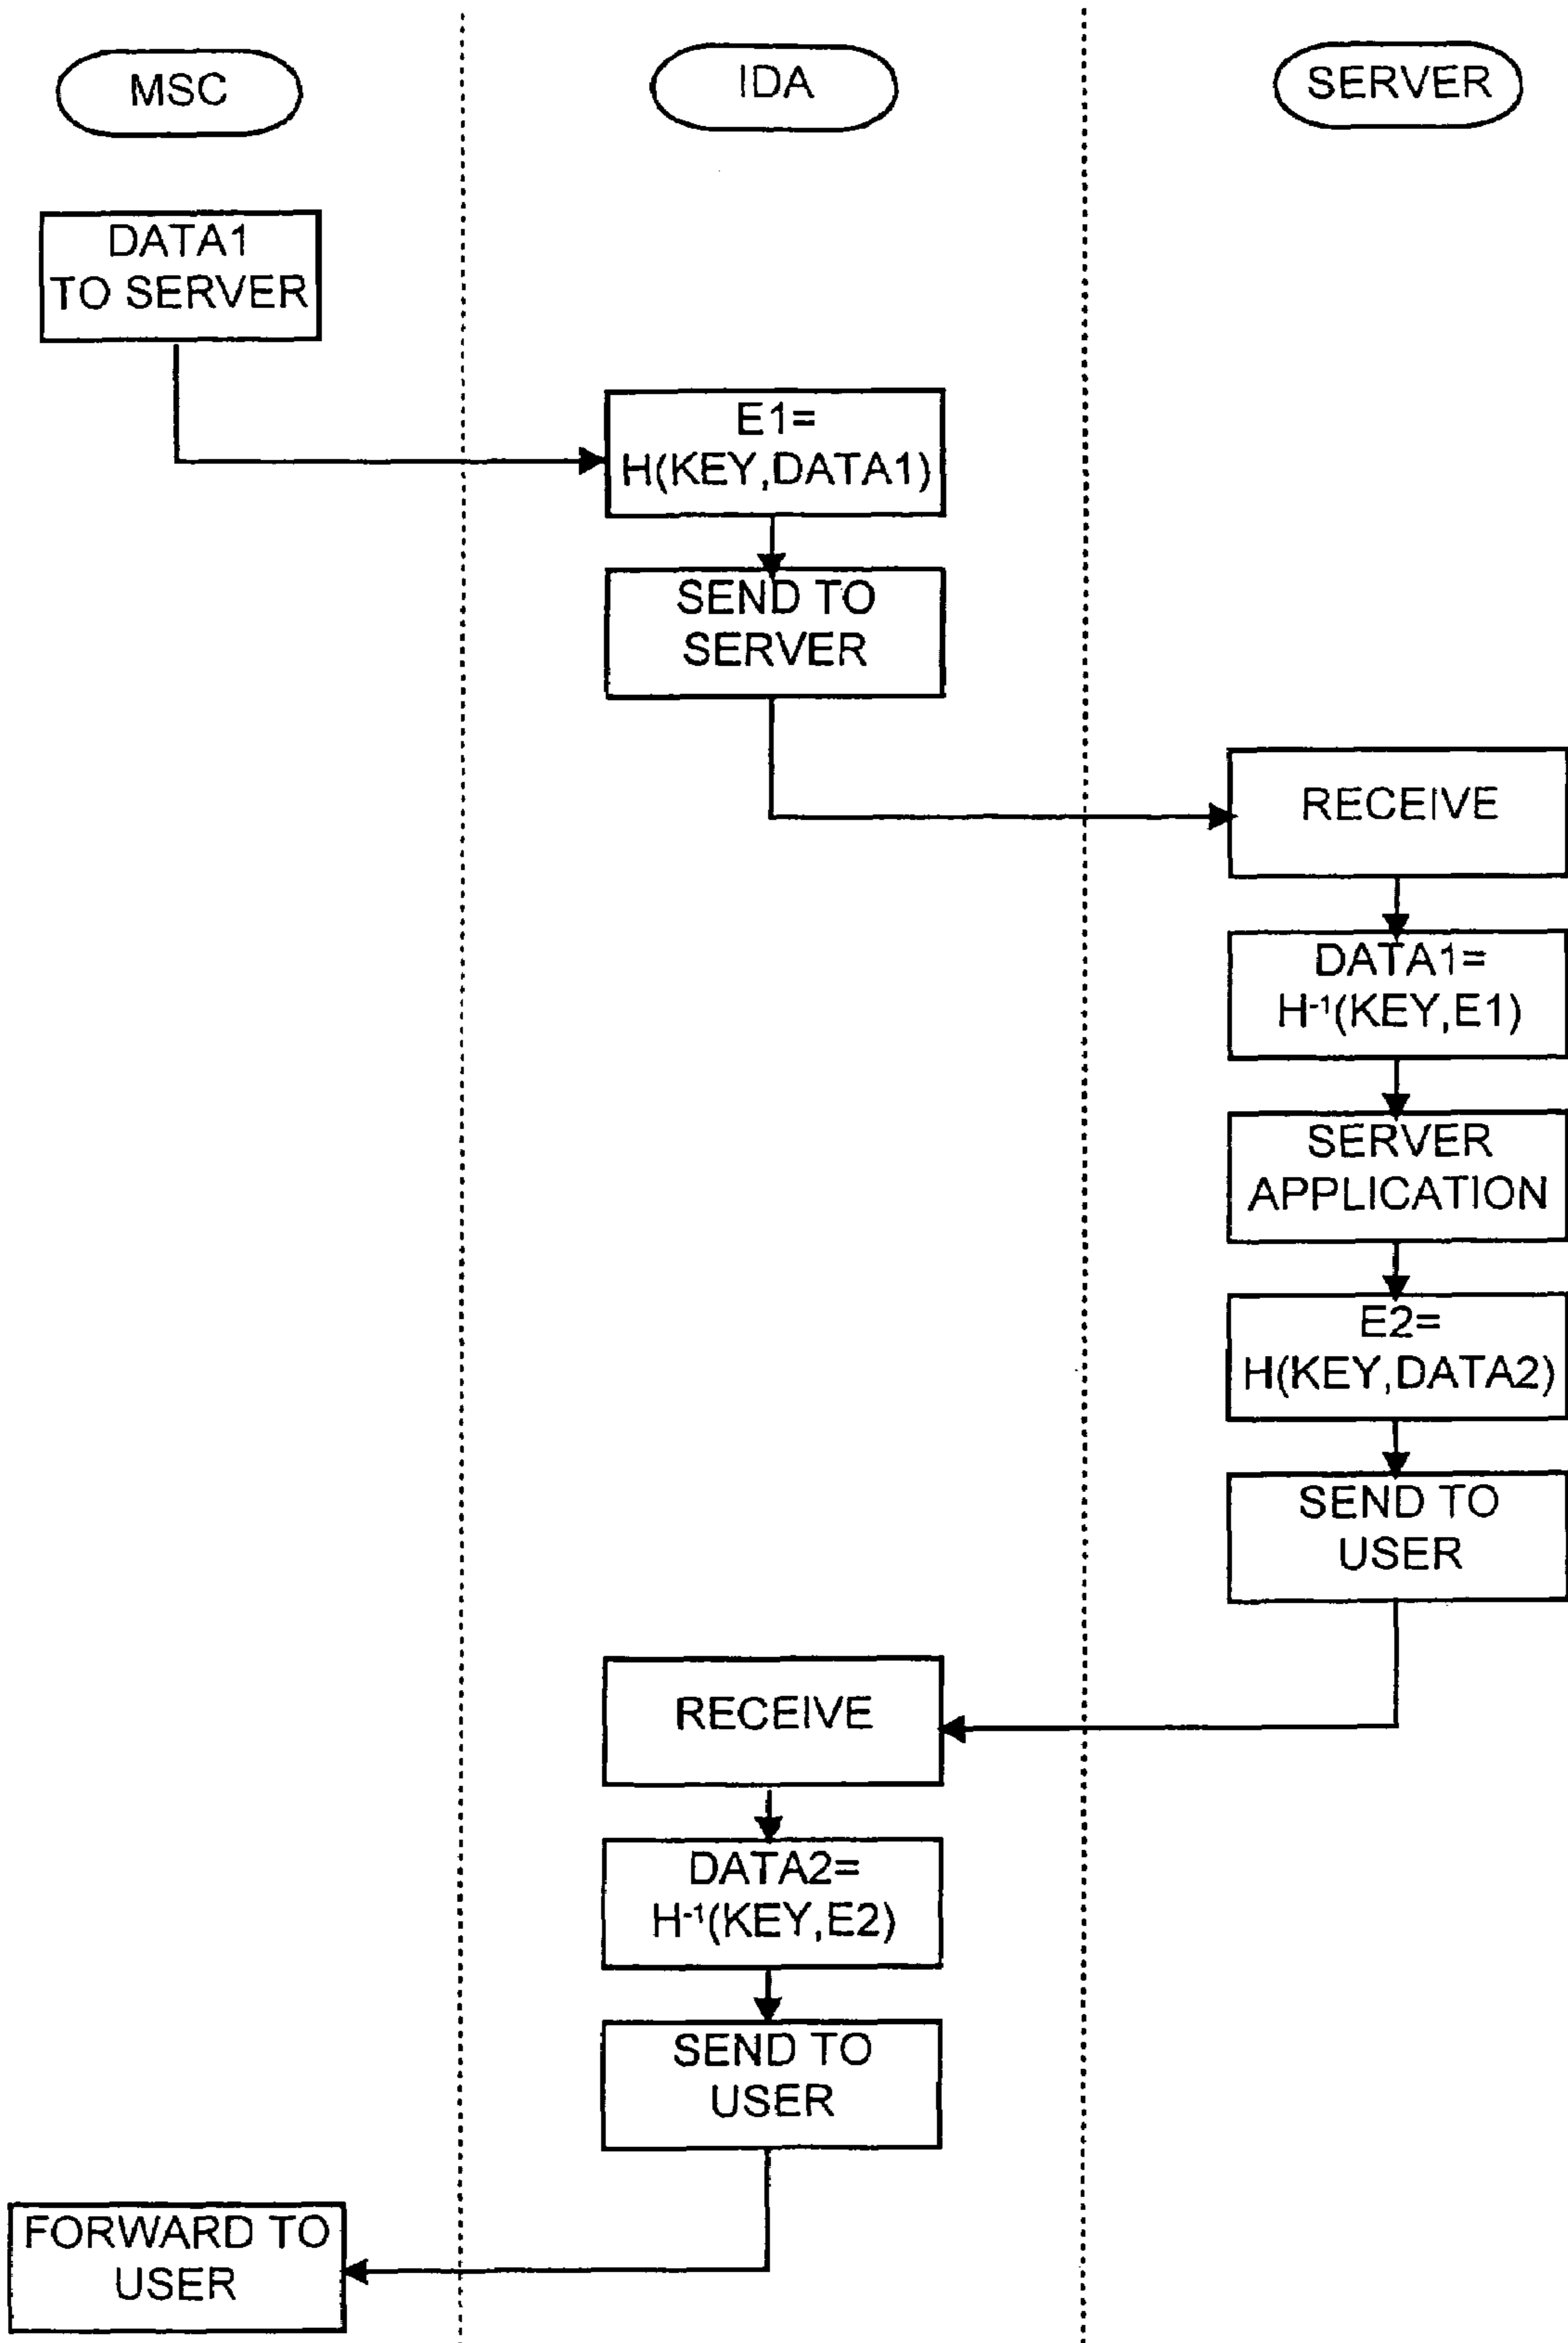 MSC
IDA
SERVER
DATA1
TO SERVER
E1=
H(KEY,DATA1)
SEND TO
SERVER
RECEIVE
DATA1=
H⁻¹(KEY,E1)
SERVER
APPLICATION
E2=
H(KEY,DATA2)
SEND TO
USER
RECEIVE
DATA2=
H⁻¹(KEY,E2)
SEND TO
USER
FORWARD TO
USER